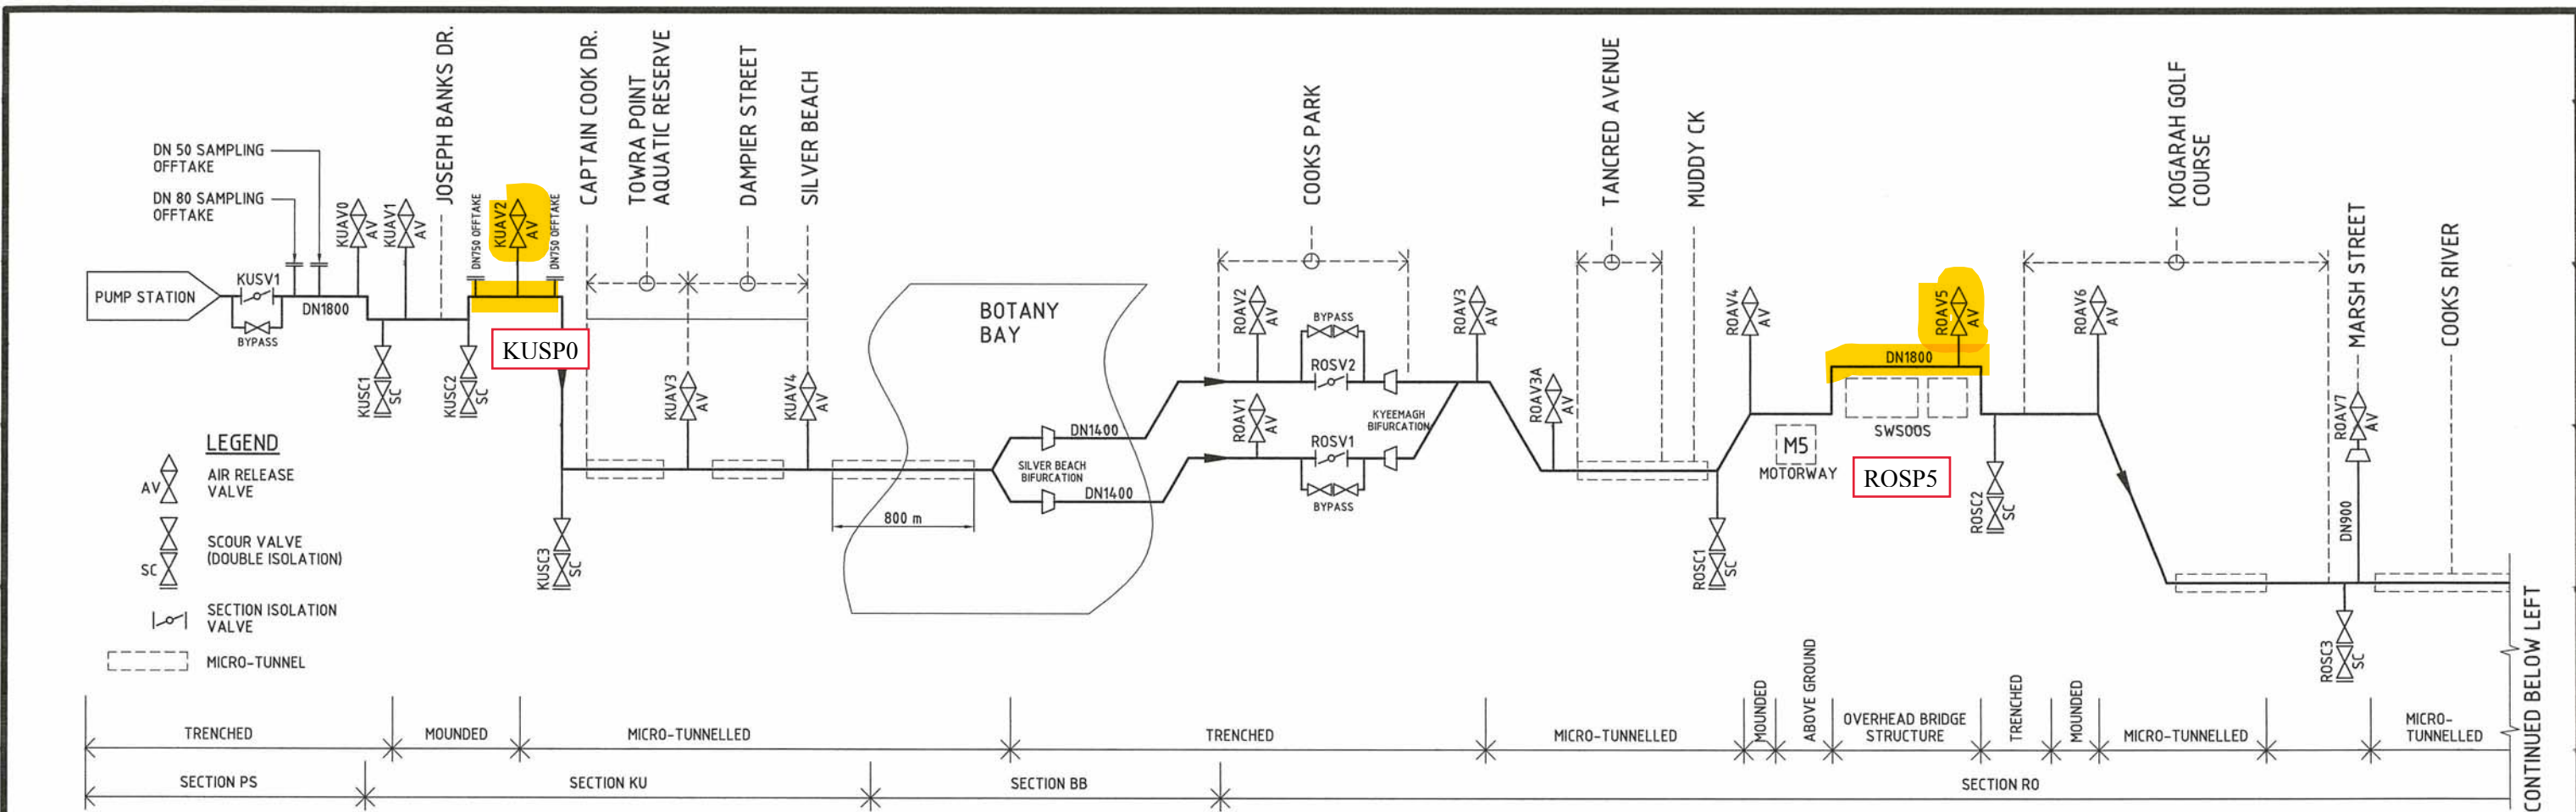 JOSEPH BANKS DR.
CAPTAIN COOK DR.
TOWRA POINT
AQUATIC RESERVE
DAMPIER STREET
SILVER BEACH
COOKS PARK
TANCRED AVENUE
MUDDY CK
KOGARAH GOLF
COURSE
MARSH STREET
COOKS RIVER
DN 50 SAMPLING
OFFTAKE
DN 80 SAMPLING
OFFTAKE
PUMP STATION
KUSV1
BYPASS
DN1800
KUAV0
AV
KUAV1
AV
KUSC1
SC
KUSC2
SC
DN750 OFFTAKE
KUAV2
AV
DN750 OFFTAKE
KUSP0
KUSC3
SC
KUAV3
AV
KUAV4
AV
BOTANY
BAY
800 m
SILVER BEACH
BIFURCATION
DN1400
DN1400
ROAV2
AV
BYPASS
ROSV2
ROAV1
AV
ROSV1
BYPASS
KYEEMAGH
BIFURCATION
ROAV3
AV
ROAV3A
AV
ROSC1
SC
ROAV4
AV
M5
MOTORWAY
DN1800
ROAV5
AV
SWSOOS
ROSP5
ROSC2
SC
ROAV6
AV
ROAV7
AV
DN900
ROSC3
SC
LEGEND
AV
AIR RELEASE
VALVE
SC
SCOUR VALVE
(DOUBLE ISOLATION)
SECTION ISOLATION
VALVE
MICRO-TUNNEL
TRENCHED
MOUNDED
MICRO-TUNNELLED
TRENCHED
MICRO-TUNNELLED
MOUNDED
ABOVE GROUND
OVERHEAD BRIDGE
STRUCTURE
TRENCHED
MOUNDED
MICRO-TUNNELLED
MICRO-
TUNNELLED
SECTION PS
SECTION KU
SECTION BB
SECTION RO
CONTINUED BELOW LEFT